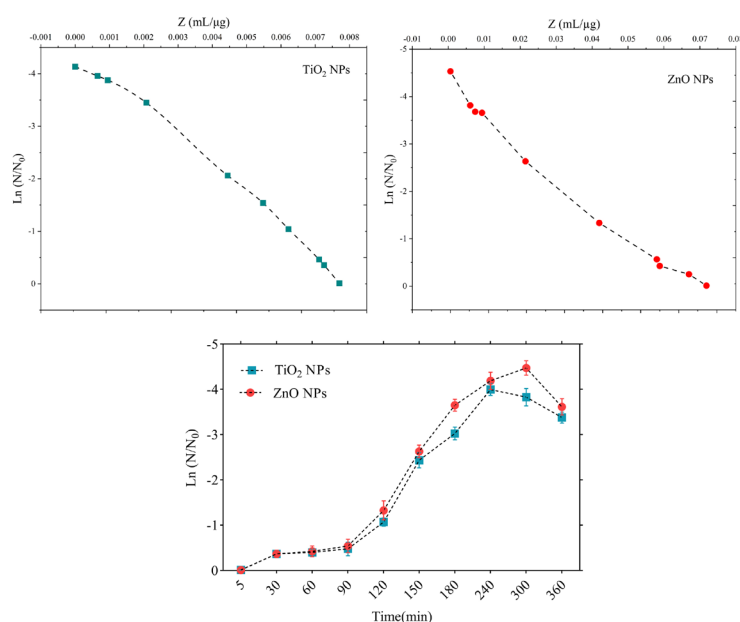 Z (mL/µg)
-0.001 0.000 0.001 0.002 0.003 0.004 0.005 0.006 0.007 0.008
TiO2 NPs
-4
-3
-2
-1
0
Ln (N/N0)
Z (mL/µg)
-0.01 0.00 0.01 0.02 0.03 0.04 0.05 0.06 0.07 0.08
ZnO NPs
-5
-4
-3
-2
-1
0
Ln (N/N0)
TiO2 NPs
ZnO NPs
-5
-4
-3
-2
-1
0
Ln (N/N0)
5 30 60 90 120 150 180 240 300 360
Time(min)